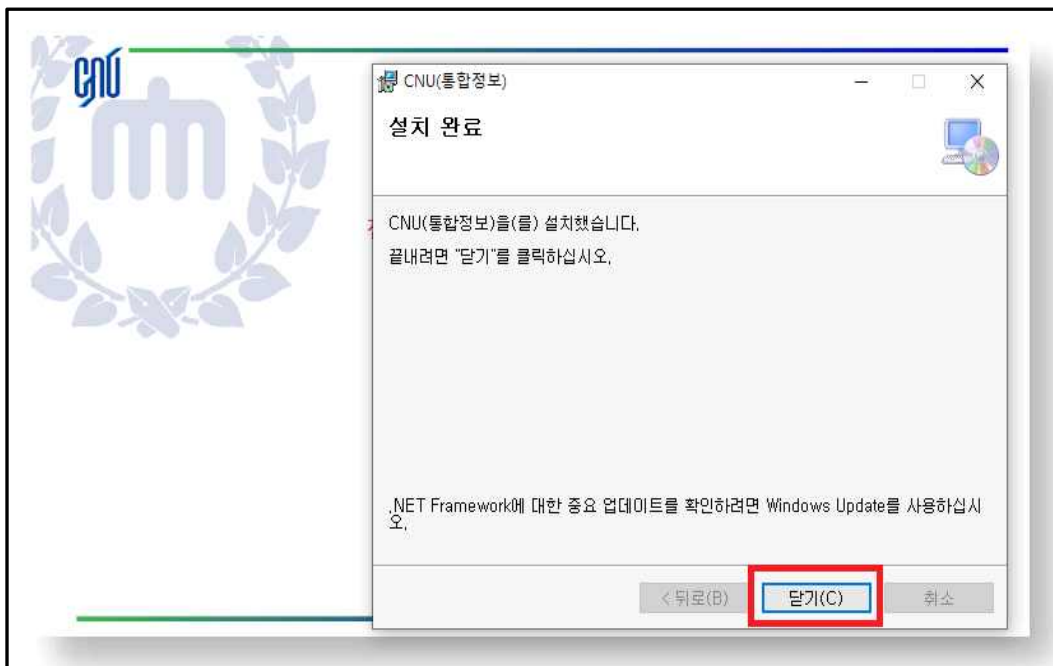 CNU
CNU(통합정보)
설치 완료
CNU(통합정보)을(를) 설치했습니다.
끝내려면 "닫기"를 클릭하십시오.
.NET Framework에 대한 중요 업데이트를 확인하려면 Windows Update를 사용하십시
오.
< 뒤로(B)
닫기(C)
취소